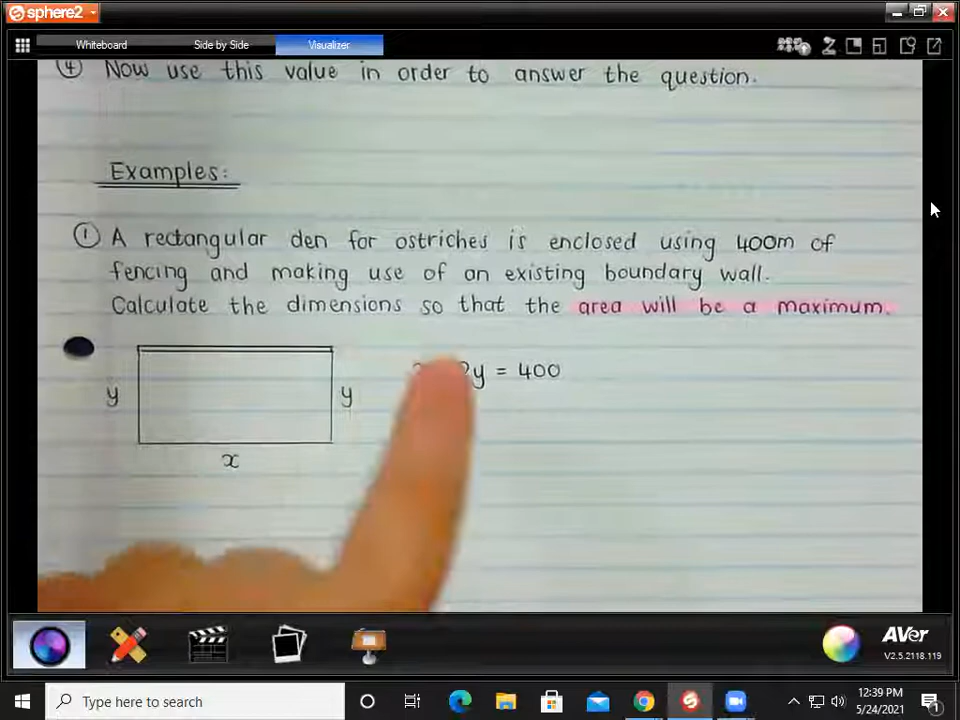 sphere2
Whiteboard
Side by Side
Visualizer
④ Now use this value in order to answer the question.
Examples:
① A rectangular den for ostriches is enclosed using 400m of
fencing and making use of an existing boundary wall.
Calculate the dimensions so that the area will be a maximum.
2y = 400
y
y
x
AVer
V2.5.2118.119
Type here to search
12:39 PM
5/24/2021
1